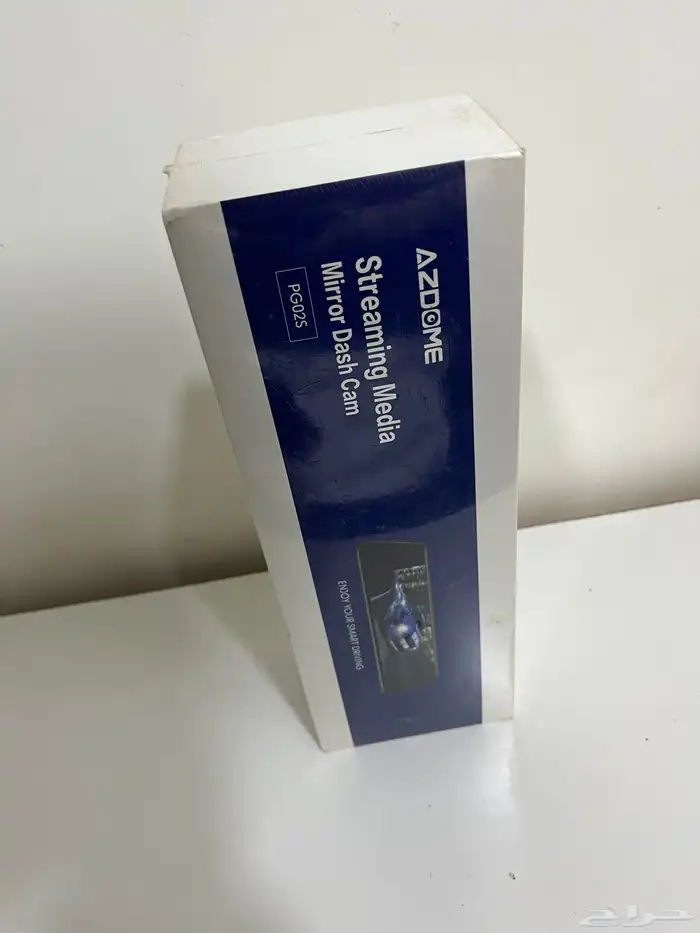 AZDOME
Streaming Media
Mirror Dash Cam
PG02S
ENJOY YOUR SMART DRIVING
حراج